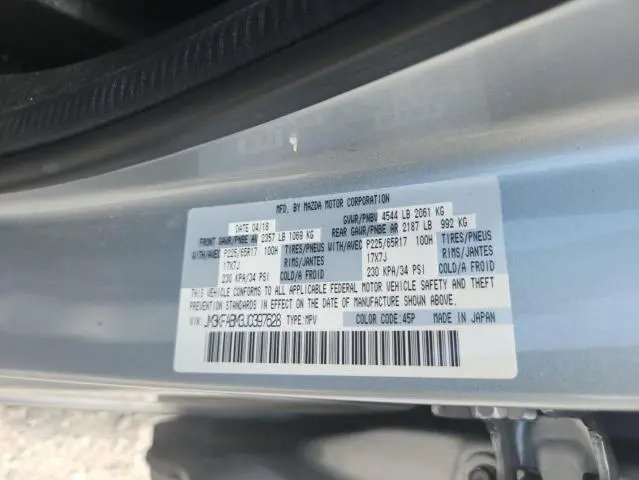 MFD. BY MAZDA MOTOR CORPORATION
DATE 04/18 GVWR/PNBV 4544 LB 2061 KG
FRONT GAWR/PNBE AV 2357 LB 1069 KG REAR GAWR/PNBE AR 2187 LB 992 KG
WITH/AVEC P225/65R17 100H TIRES/PNEUS WITH/AVEC P225/65R17 100H TIRES/PNEUS
17X7J RIMS/JANTES 17X7J RIMS/JANTES
230 KPA/34 PSI COLD/A FROID 230 KPA/34 PSI COLD/A FROID
THIS VEHICLE CONFORMS TO ALL APPLICABLE FEDERAL MOTOR VEHICLE SAFETY AND THEFT
PREVENTION STANDARDS IN EFFECT ON THE DATE OF MANUFACTURE SHOWN ABOVE.
VIN: JM3KFABM3J0397628 TYPE:MPV COLOR CODE:45P MADE IN JAPAN